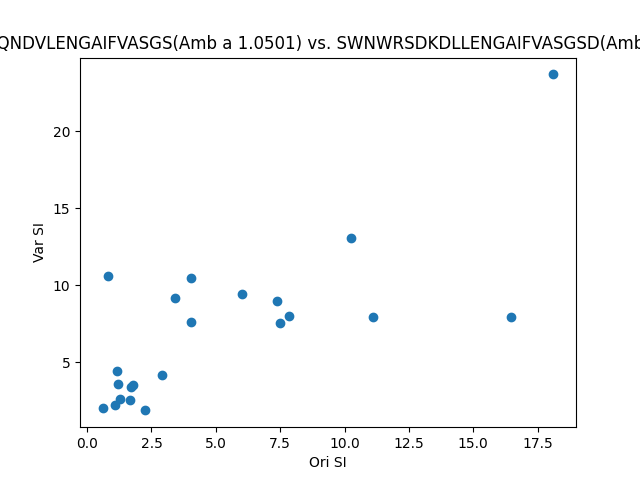 QNDVLENGAIFVASGS(Amb a 1.0501) vs. SWNWRSDKDLLENGAIFVASGSD(Amb
20
15
10
5
Var SI
0.0 2.5 5.0 7.5 10.0 12.5 15.0 17.5
Ori SI